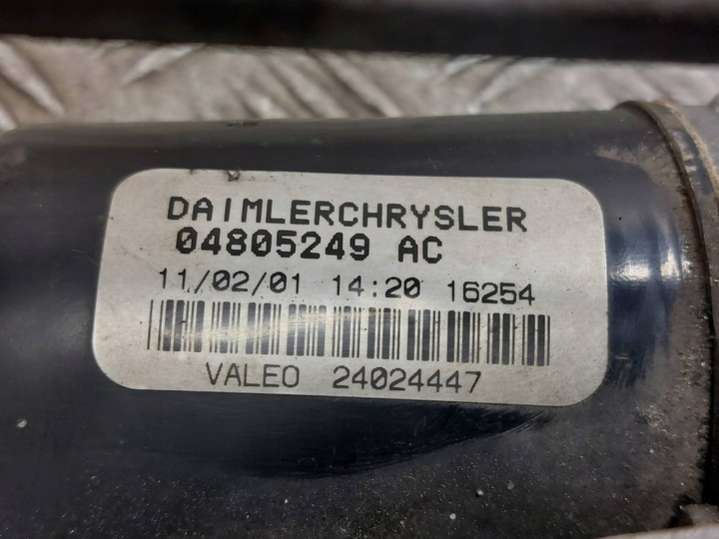 DAIMLERCHRYSLER
04805249 AC
11/02/01 14:20 16254
VALEO 24024447